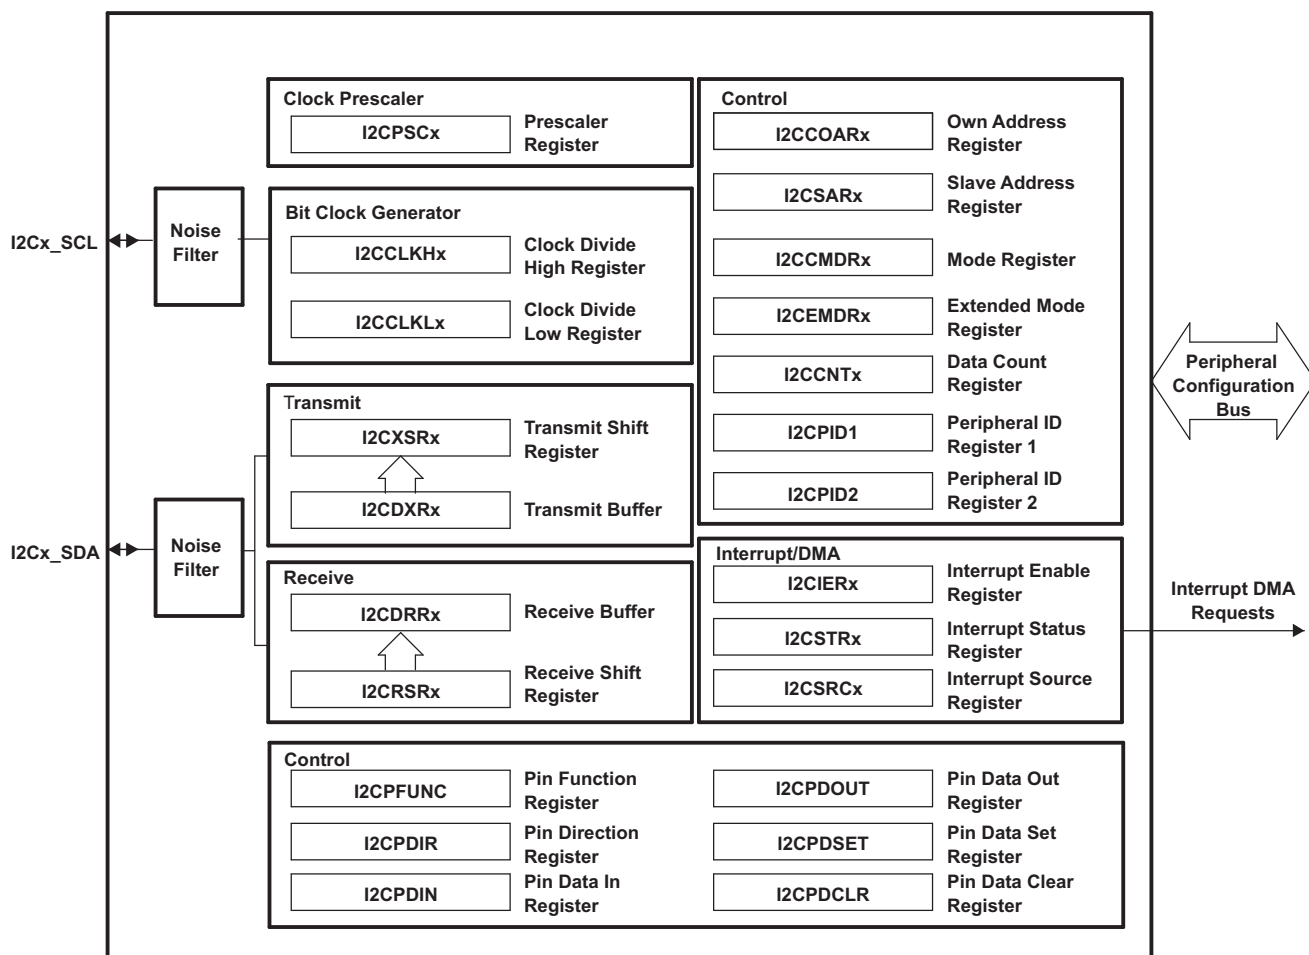 Clock Prescaler
I2CPSCx
Prescaler
Register
I2Cx_SCL
Noise
Filter
Bit Clock Generator
I2CCLKHx
Clock Divide
High Register
I2CCLKLx
Clock Divide
Low Register
Transmit
I2CXSRx
Transmit Shift
Register
I2CDXRx
Transmit Buffer
I2Cx_SDA
Noise
Filter
Receive
I2CDRRx
Receive Buffer
I2CRSRx
Receive Shift
Register
Control
I2CCOARx
Own Address
Register
I2CSARx
Slave Address
Register
I2CCMDRx
Mode Register
I2CEMDRx
Extended Mode
Register
I2CCNTx
Data Count
Register
I2CPID1
Peripheral ID
Register 1
I2CPID2
Peripheral ID
Register 2
Peripheral
Configuration
Bus
Interrupt/DMA
I2CIERx
Interrupt Enable
Register
I2CSTRx
Interrupt Status
Register
I2CSRCx
Interrupt Source
Register
Interrupt DMA
Requests
Control
I2CPFUNC
Pin Function
Register
I2CPDIR
Pin Direction
Register
I2CPDIN
Pin Data In
Register
I2CPDOUT
Pin Data Out
Register
I2CPDSET
Pin Data Set
Register
I2CPDCLR
Pin Data Clear
Register